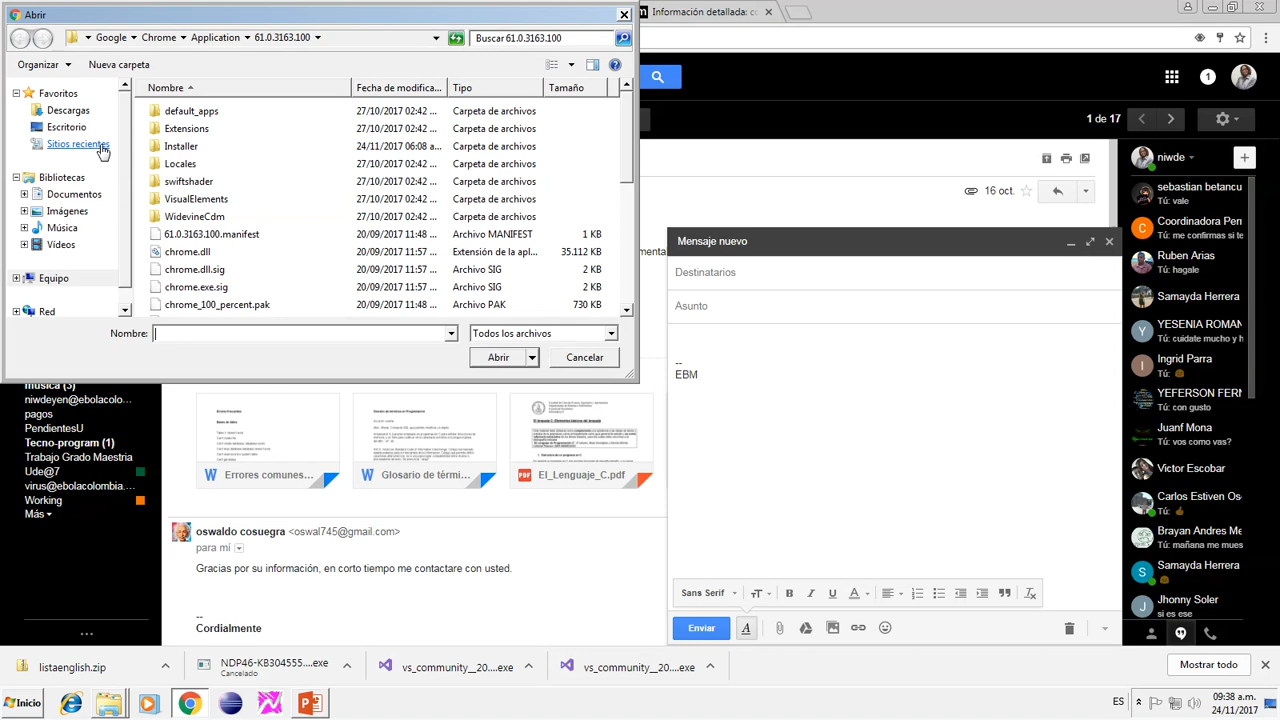 Abrir
Google
Chrome
Application
61.0.3163.100
Buscar 61.0.3163.100
Información detallada: c
Organizar
Nueva carpeta
Nombre
Fecha de modifica...
Tipo
Tamaño
Favoritos
Descargas
Escritorio
Sitios recientes
Bibliotecas
Documentos
Imágenes
Música
Vídeos
Equipo
Red
default_apps 27/10/2017 02:42 ... Carpeta de archivos
Extensions 27/10/2017 02:42 ... Carpeta de archivos
Installer 24/11/2017 06:08 a... Carpeta de archivos
Locales 27/10/2017 02:42 ... Carpeta de archivos
swiftshader 27/10/2017 02:42 ... Carpeta de archivos
VisualElements 27/10/2017 02:42 ... Carpeta de archivos
WidevineCdm 27/10/2017 02:42 ... Carpeta de archivos
61.0.3163.100.manifest 20/09/2017 11:48 ... Archivo MANIFEST 1 KB
chrome.dll 20/09/2017 11:57 ... Extensión de la apl... 35.112 KB
chrome.dll.sig 20/09/2017 11:57 ... Archivo SIG 2 KB
chrome.exe.sig 20/09/2017 11:57 ... Archivo SIG 2 KB
chrome_100_percent.pak 20/09/2017 11:48 ... Archivo PAK 730 KB
Nombre:
Todos los archivos
Abrir
Cancelar
1
1 de 17
16 oct.
Mensaje nuevo
Destinatarios
Asunto
--
EBM
Sans Serif
Enviar
niwde
sebastian betancu
Tú: vale
Coordinadora Per
Tú: me confirmas si te
Ruben Arias
Tú: hagale
Samayda Herrera
YESENIA ROMAN
Tú: cuidate mucho y h
Ingrid Parra
Tú:
YEFERSON FERN
Tú: con gusto
Juanf Mona
Tú: vos como vas?
Victor Escobar
Carlos Estiven Os
Tú:
Brayan Andres Me
Tú: mañana me mues
Samayda Herrera
Jhonny Soler
Tú: si es ese
musica (3)
niwdeyen@ebolacolo...
pagos
PendientesU
Tecno-program (1)
Trabajo Grado Maestra
Ude@7
virus@ebolacolombia...
Working
Más
Errores comunes...
Glosario de térmi...
PDF El_Lenguaje_C.pdf
oswaldo cosuegra <oswal745@gmail.com>
para mí
Gracias por su información, en corto tiempo me contactare con usted.
--
Cordialmente
listaenglish.zip
NDP46-KB304555....exe
Cancelado
vs_community__20....exe
vs_community__20....exe
Mostrar todo
Inicio
ES
09:38 a.m.
24/11/2017